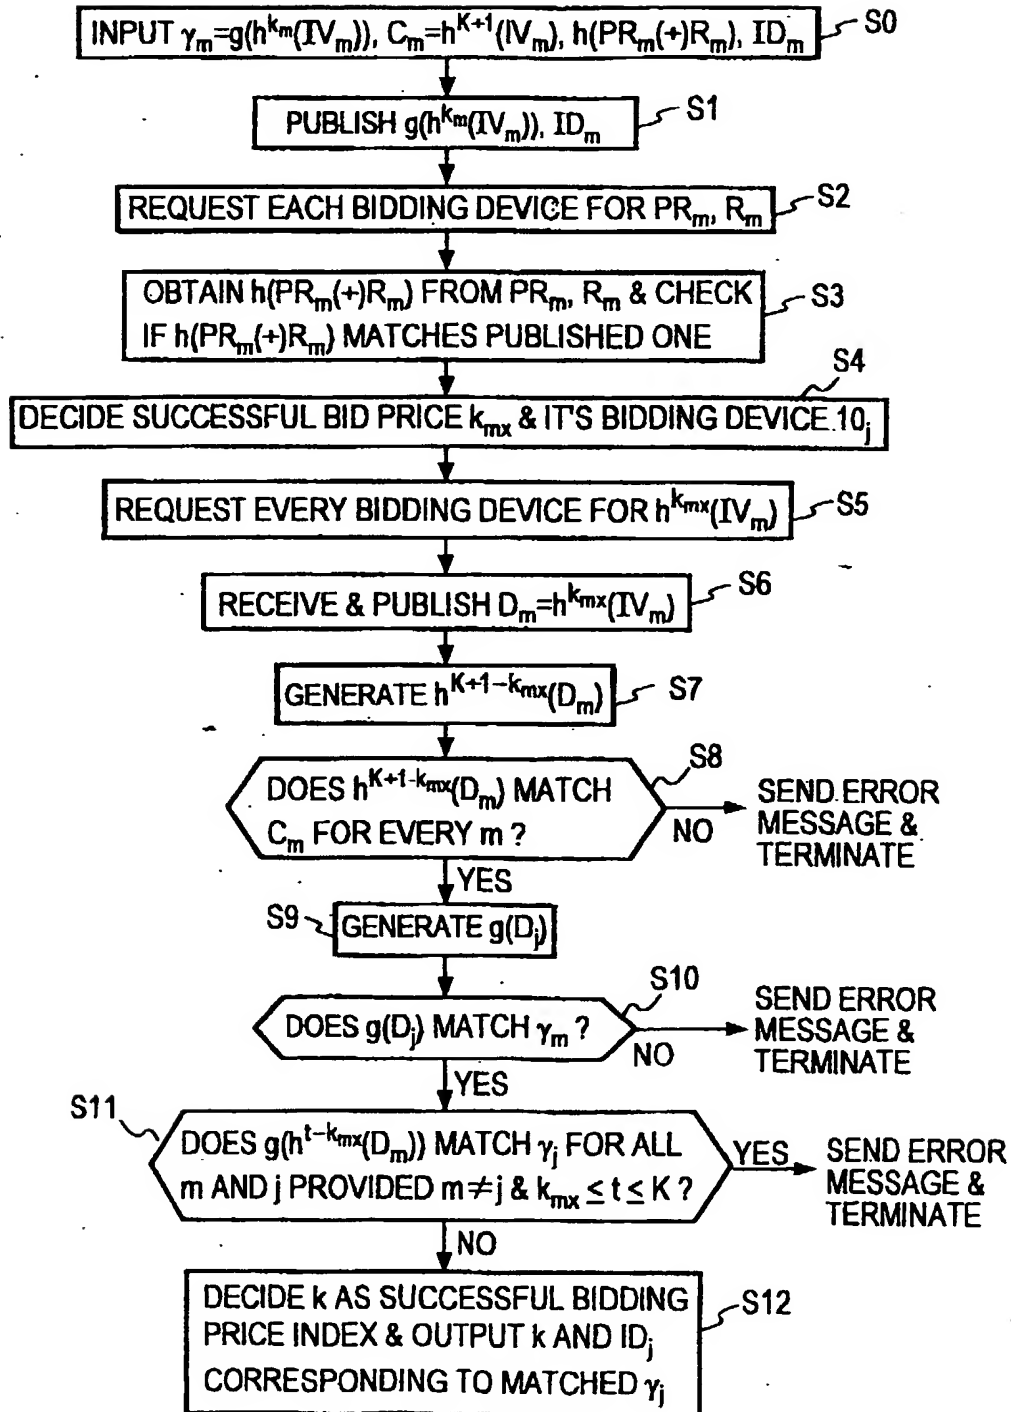 INPUT γm=g(h^km(IVm)), Cm=h^K+1(IVm), h(PRm(+)Rm), IDm
S0
PUBLISH g(h^km(IVm)), IDm
S1
REQUEST EACH BIDDING DEVICE FOR PRm, Rm
S2
OBTAIN h(PRm(+)Rm) FROM PRm, Rm & CHECK
IF h(PRm(+)Rm) MATCHES PUBLISHED ONE
S3
S4
DECIDE SUCCESSFUL BID PRICE kmx & IT'S BIDDING DEVICE 10j
REQUEST EVERY BIDDING DEVICE FOR h^kmx(IVm)
S5
RECEIVE & PUBLISH Dm=h^kmx(IVm)
S6
GENERATE h^K+1-kmx(Dm)
S7
S8
DOES h^K+1-kmx(Dm) MATCH
Cm FOR EVERY m ?
NO
SEND ERROR
MESSAGE &
TERMINATE
YES
S9
GENERATE g(Dj)
S10
DOES g(Dj) MATCH γm ?
NO
SEND ERROR
MESSAGE &
TERMINATE
YES
S11
DOES g(h^t-kmx(Dm)) MATCH γj FOR ALL
m AND j PROVIDED m≠j & kmx ≤ t ≤ K ?
YES
SEND ERROR
MESSAGE &
TERMINATE
NO
DECIDE k AS SUCCESSFUL BIDDING
PRICE INDEX & OUTPUT k AND IDj
CORRESPONDING TO MATCHED γj
S12